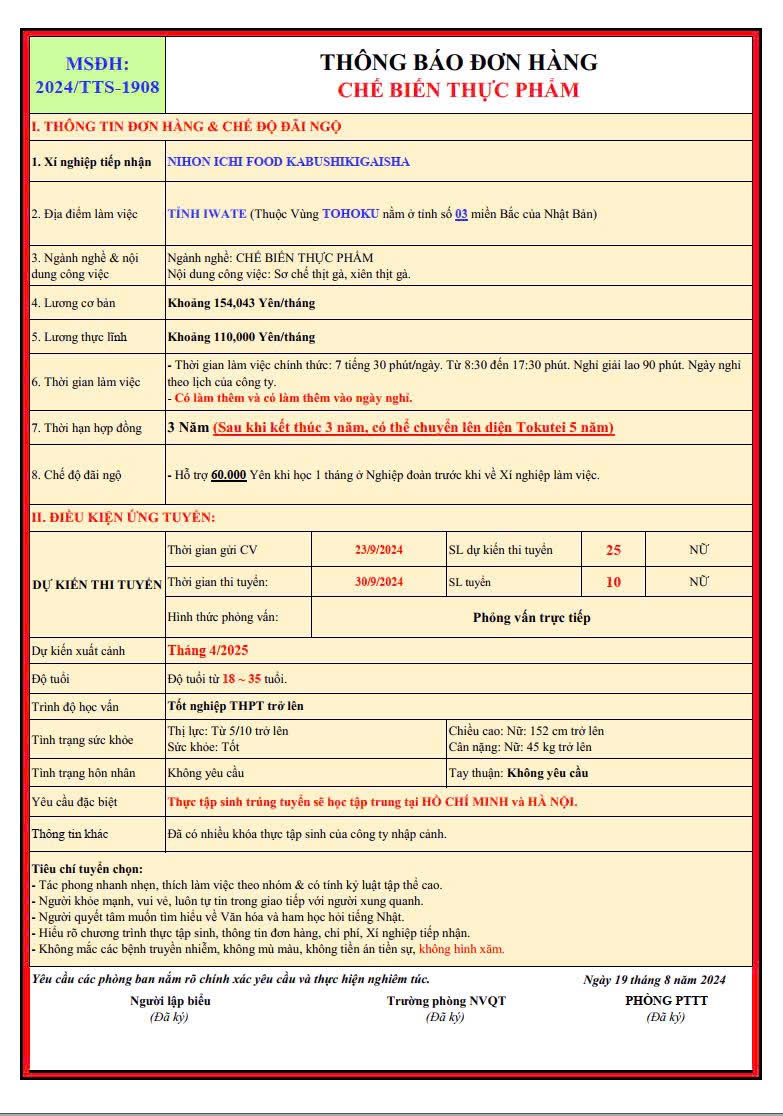 MSĐH:
2024/TTS-1908
THÔNG BÁO ĐƠN HÀNG
CHẾ BIẾN THỰC PHẨM
I. THÔNG TIN ĐƠN HÀNG & CHẾ ĐỘ ĐÃI NGỘ
1. Xí nghiệp tiếp nhận
NIHON ICHI FOOD KABUSHIKIGAISHA
2. Địa điểm làm việc
TỈNH IWATE (Thuộc Vùng TOHOKU nằm ở tỉnh số 03 miền Bắc của Nhật Bản)
3. Ngành nghề & nội
dung công việc
Ngành nghề: CHẾ BIẾN THỰC PHẨM
Nội dung công việc: Sơ chế thịt gà, xiên thịt gà.
4. Lương cơ bản
Khoảng 154,043 Yên/tháng
5. Lương thực lĩnh
Khoảng 110,000 Yên/tháng
6. Thời gian làm việc
- Thời gian làm việc chính thức: 7 tiếng 30 phút/ngày. Từ 8:30 đến 17:30 phút. Nghỉ giải lao 90 phút. Ngày nghỉ
theo lịch của công ty.
- Có làm thêm và có làm thêm vào ngày nghỉ.
7. Thời hạn hợp đồng
3 Năm (Sau khi kết thúc 3 năm, có thể chuyển lên diện Tokutei 5 năm)
8. Chế độ đãi ngộ
- Hỗ trợ 60.000 Yên khi học 1 tháng ở Nghiệp đoàn trước khi về Xí nghiệp làm việc.
II. ĐIỀU KIỆN ỨNG TUYỂN:
DỰ KIẾN THI TUYỂN
Thời gian gửi CV
23/9/2024
SL dự kiến thi tuyển
25
NỮ
Thời gian thi tuyển:
30/9/2024
SL tuyển
10
NỮ
Hình thức phỏng vấn:
Phỏng vấn trực tiếp
Dự kiến xuất cảnh
Tháng 4/2025
Độ tuổi
Độ tuổi từ 18 ~ 35 tuổi.
Trình độ học vấn
Tốt nghiệp THPT trở lên
Tình trạng sức khỏe
Thị lực: Từ 5/10 trở lên
Sức khỏe: Tốt
Chiều cao: Nữ: 152 cm trở lên
Cân nặng: Nữ: 45 kg trở lên
Tình trạng hôn nhân
Không yêu cầu
Tay thuận: Không yêu cầu
Yêu cầu đặc biệt
Thực tập sinh trúng tuyển sẽ học tập trung tại HỒ CHÍ MINH và HÀ NỘI.
Thông tin khác
Đã có nhiều khóa thực tập sinh của công ty nhập cảnh.
Tiêu chí tuyển chọn:
- Tác phong nhanh nhẹn, thích làm việc theo nhóm & có tính kỷ luật tập thể cao.
- Người khỏe mạnh, vui vẻ, luôn tự tin trong giao tiếp với người xung quanh.
- Người quyết tâm muốn tìm hiểu về Văn hóa và ham học hỏi tiếng Nhật.
- Hiểu rõ chương trình thực tập sinh, thông tin đơn hàng, chi phí, Xí nghiệp tiếp nhận.
- Không mắc các bệnh truyền nhiễm, không mù màu, không tiền án tiền sự, không hình xăm.
Yêu cầu các phòng ban nắm rõ chính xác yêu cầu và thực hiện nghiêm túc.
Ngày 19 tháng 8 năm 2024
Người lập biểu
Trưởng phòng NVQT
PHÒNG PTTT
(Đã ký)
(Đã ký)
(Đã ký)